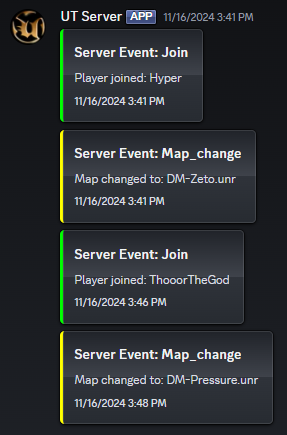 UT Server APP 11/16/2024 3:41 PM
Server Event: Join
Player joined: Hyper
11/16/2024 3:41 PM
Server Event: Map_change
Map changed to: DM-Zeto.unr
11/16/2024 3:41 PM
Server Event: Join
Player joined: ThooorTheGod
11/16/2024 3:46 PM
Server Event: Map_change
Map changed to: DM-Pressure.unr
11/16/2024 3:48 PM